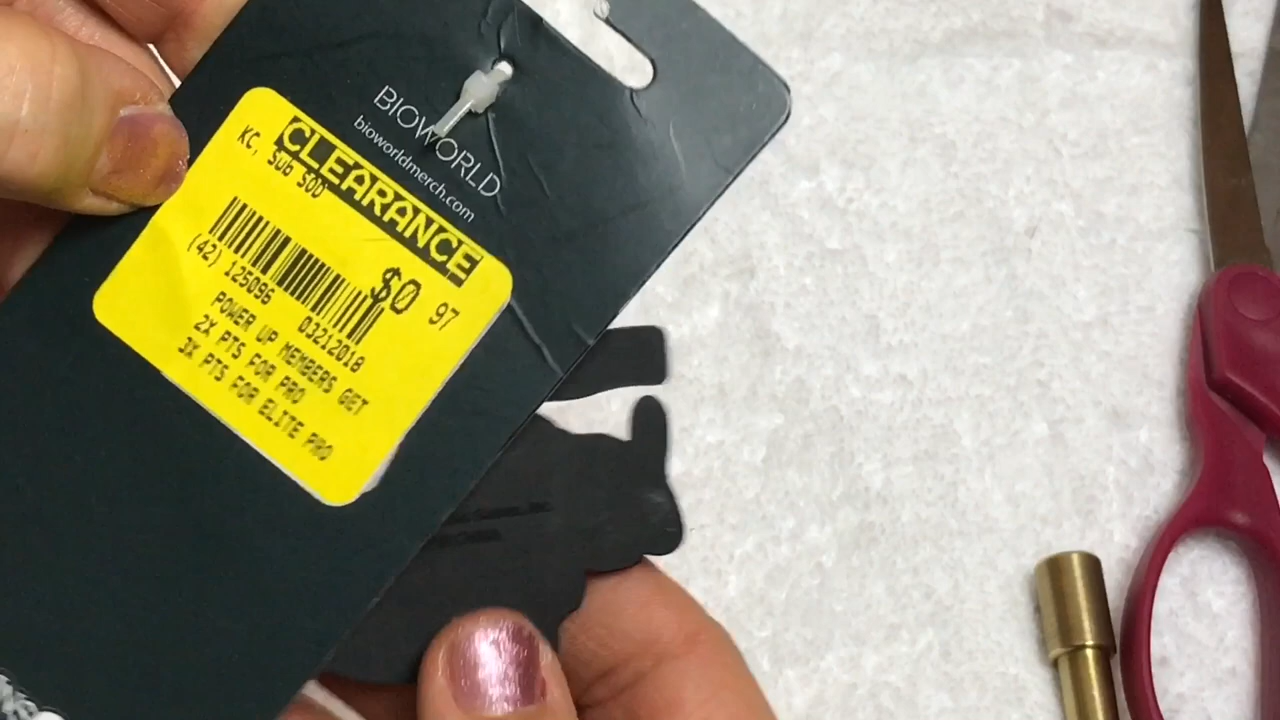 BIOWORLD
bioworldmerch.com
CLEARANCE
KC, Sub SOD
$0 97
(42) 125096 03212018
POWER UP MEMBERS GET
2X PTS FOR PRO
3X PTS FOR ELITE PRO